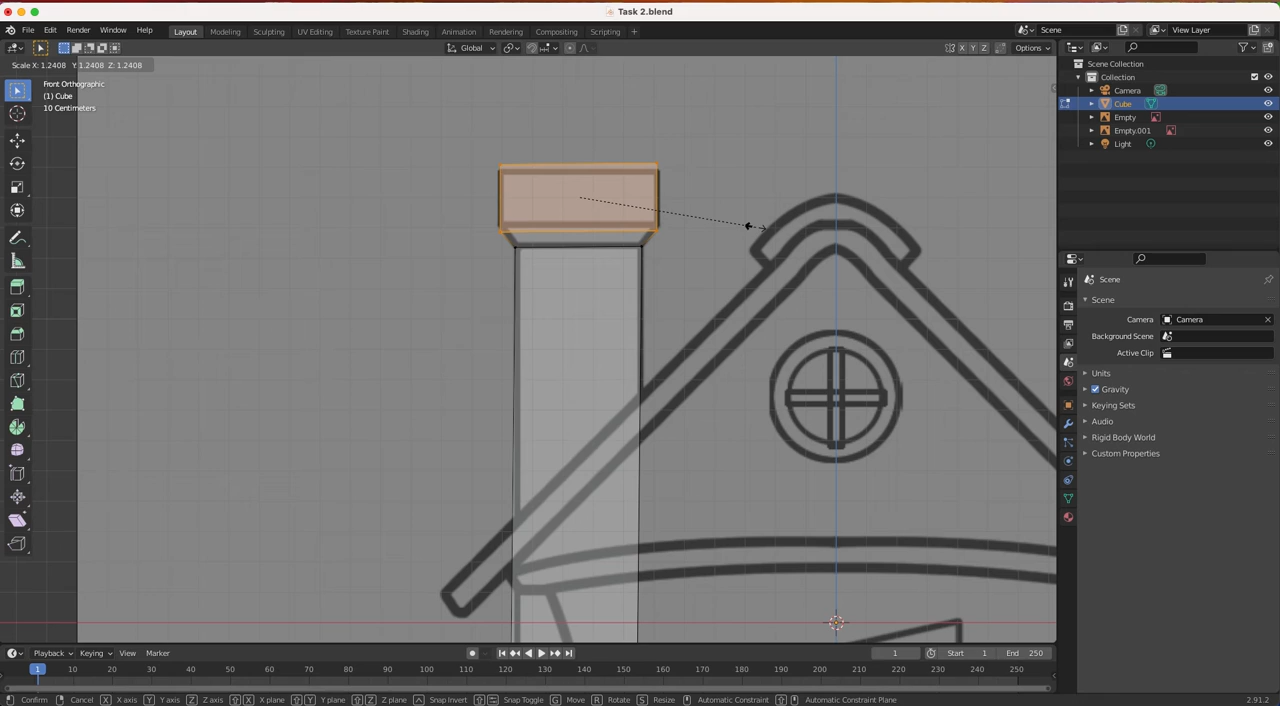 Task 2.blend
File Edit Render Window Help Layout Modeling Sculpting UV Editing Texture Paint Shading Animation Rendering Compositing Scripting + Scene View Layer
Global X Y Z Options
Scale X: 1.2408 Y: 1.2408 Z: 1.2408
Front Orthographic
(1) Cube
10 Centimeters
Scene Collection
Collection
Camera
Cube
Empty
Empty.001
Light
Scene
Scene
Camera Camera
Background Scene
Active Clip
Units
Gravity
Keying Sets
Audio
Rigid Body World
Custom Properties
Playback Keying View Marker 1 Start 1 End 250
1 10 20 30 40 50 60 70 80 90 100 110 120 130 140 150 160 170 180 190 200 210 220 230 240 250
Confirm Cancel X X axis Y Y axis Z Z axis X X plane Y Y plane Z Z plane Snap Invert Snap Toggle G Move R Rotate S Resize Automatic Constraint Automatic Constraint Plane 2.91.2